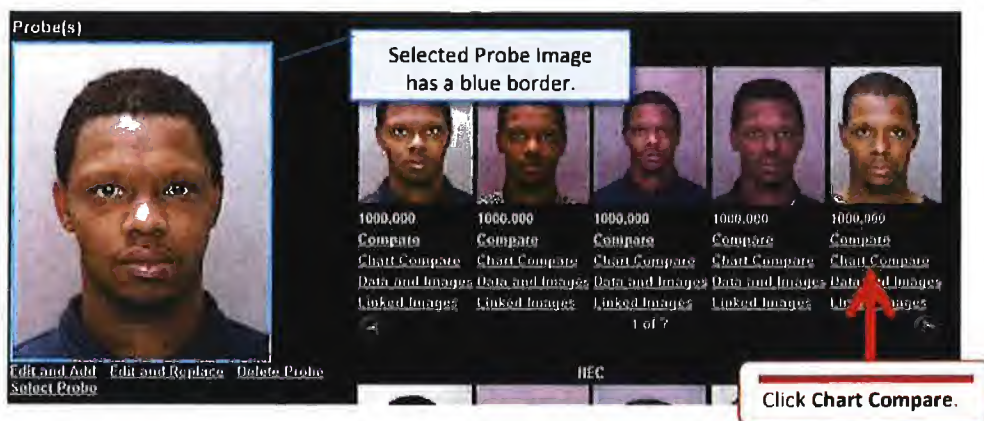 Probe(s)
Selected Probe Image
has a blue border.
1000,000 1000,000 1000,000 1000,000 1000,000
Compare Compare Compare Compare Compare
Chart Compare Chart Compare Chart Compare Chart Compare Chart Compare
Data and Images Data and Images Data and Images Data and Images Data and Images
Linked Images Linked Images Linked Images Linked Images Linked Images
1 of 7
Edit and Add Edit and Replace Delete Probe
Select Probe
NEC
Click Chart Compare.